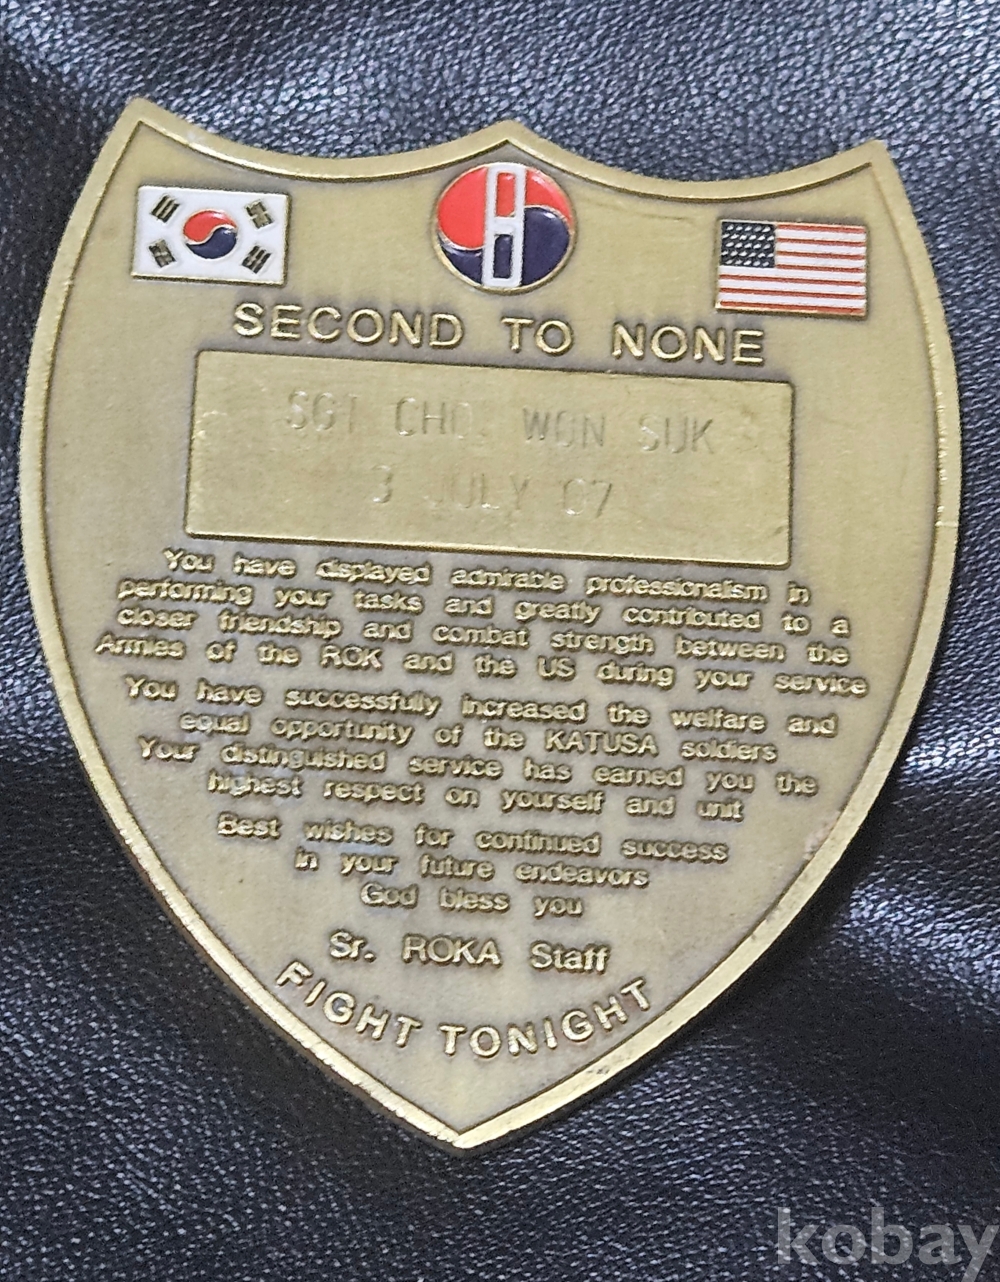 SECOND TO NONE
SGT CHO, WON SUK
3 JULY 07
You have displayed admirable professionalism in
performing your tasks and greatly contributed to a
closer friendship and combat strength between the
Armies of the ROK and the US during your service
You have successfully increased the welfare and
equal opportunity of the KATUSA soldiers
Your distinguished service has earned you the
highest respect on yourself and unit
Best wishes for continued success
in your future endeavors
God bless you
Sr. ROKA Staff
FIGHT TONIGHT
kobay